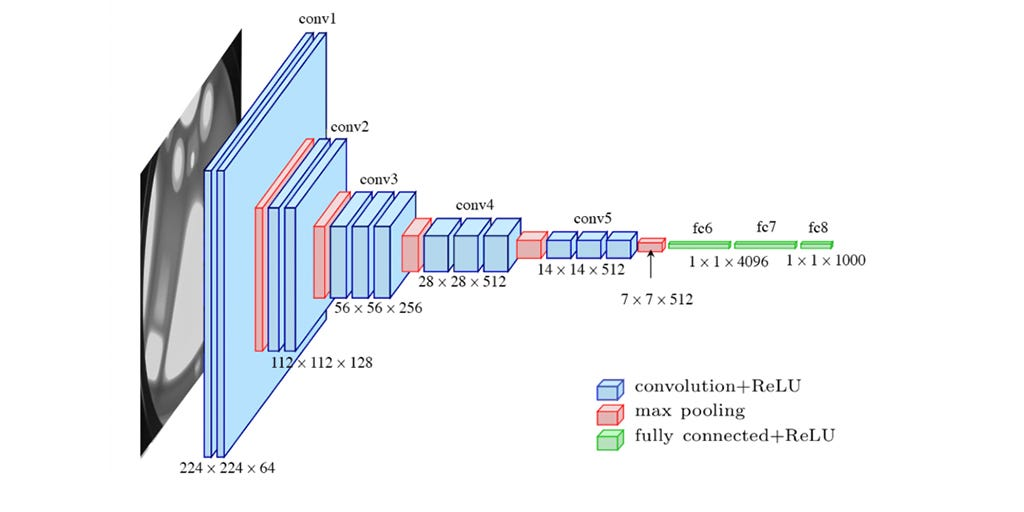 conv1
conv2
conv3
conv4
conv5
fc6
fc7
fc8
1 × 1 × 4096
1 × 1 × 1000
14 × 14 × 512
28 × 28 × 512
7 × 7 × 512
56 × 56 × 256
112 × 112 × 128
224 × 224 × 64
convolution+ReLU
max pooling
fully connected+ReLU